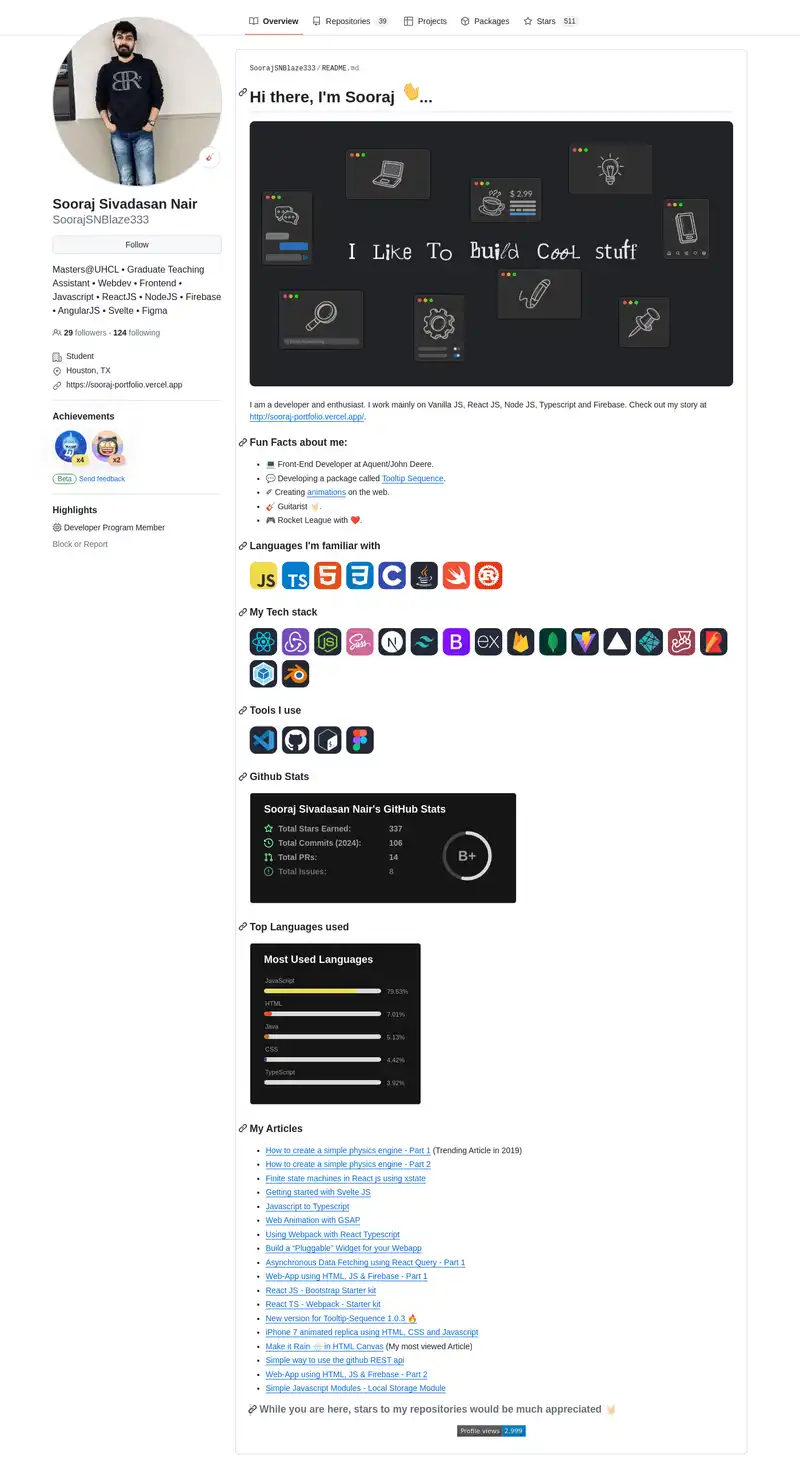 Overview Repositories 39 Projects Packages Stars 511
Sooraj Sivadasan Nair
SoorajSNBlaze333
Follow
Masters@UHCL • Graduate Teaching
Assistant • Webdev • Frontend •
Javascript • ReactJS • NodeJS • Firebase
• AngularJS • Svelte • Figma
29 followers · 124 following
Student
Houston, TX
https://sooraj-portfolio.vercel.app
Achievements
x4 x2
Beta Send feedback
Highlights
Developer Program Member
Block or Report
SoorajSNBlaze333/README.md
Hi there, I'm Sooraj 👋...
$ 2.99
I Like To Build Cool stuff
I am a developer and enthusiast. I work mainly on Vanilla JS, React JS, Node JS, Typescript and Firebase. Check out my story at
http://sooraj-portfolio.vercel.app/.
Fun Facts about me:
• 💻 Front-End Developer at Aquent/John Deere.
• 💬 Developing a package called Tooltip Sequence.
• ✐ Creating animations on the web.
• 🎸 Guitarist 🤘🏻.
• 🎮 Rocket League with ❤️.
Languages I'm familiar with
JS TS
My Tech stack
JS Sass N B ex
Tools I use
Github Stats
Sooraj Sivadasan Nair's GitHub Stats
Total Stars Earned: 337
Total Commits (2024): 106
Total PRs: 14
Total Issues: 8
B+
Top Languages used
Most Used Languages
JavaScript
79.53%
HTML
7.01%
Java
5.13%
CSS
4.42%
TypeScript
3.92%
My Articles
• How to create a simple physics engine - Part 1 (Trending Article in 2019)
• How to create a simple physics engine - Part 2
• Finite state machines in React js using xstate
• Getting started with Svelte JS
• Javascript to Typescript
• Web Animation with GSAP
• Using Webpack with React Typescript
• Build a “Pluggable” Widget for your Webapp
• Asynchronous Data Fetching using React Query - Part 1
• Web-App using HTML, JS & Firebase - Part 1
• React JS - Bootstrap Starter kit
• React TS - Webpack - Starter kit
• New version for Tooltip-Sequence 1.0.3 🔥
• iPhone 7 animated replica using HTML, CSS and Javascript
• Make it Rain 🌧️ in HTML Canvas (My most viewed Article)
• Simple way to use the github REST api
• Web-App using HTML, JS & Firebase - Part 2
• Simple Javascript Modules - Local Storage Module
While you are here, stars to my repositories would be much appreciated 🤘🏻
Profile views 2,999